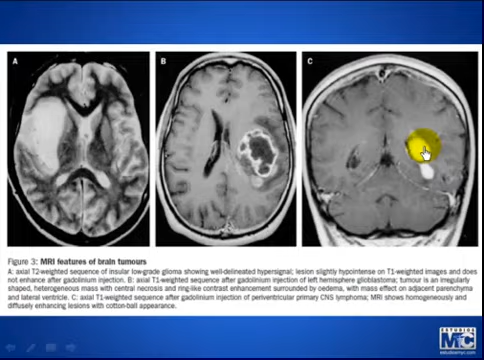 A
B
C
Figure 3: MRI features of brain tumours
A: axial T2-weighted sequence of insular low-grade glioma showing well-delineated hypersignal; lesion slightly hypointense on T1-weighted images and does
not enhance after gadolinium injection. B: axial T1-weighted sequence after gadolinium injection of left hemisphere glioblastoma; tumour is an irregularly
shaped, heterogeneous mass with central necrosis and ring-like contrast enhancement surrounded by oedema, with mass effect on adjacent parenchyma
and lateral ventricle. C: axial T1-weighted sequence after gadolinium injection of periventricular primary CNS lymphoma; MRI shows homogeneously and
diffusely enhancing lesions with cotton-ball appearance.
ESTUDIOS
MC
estudiosmyc.com